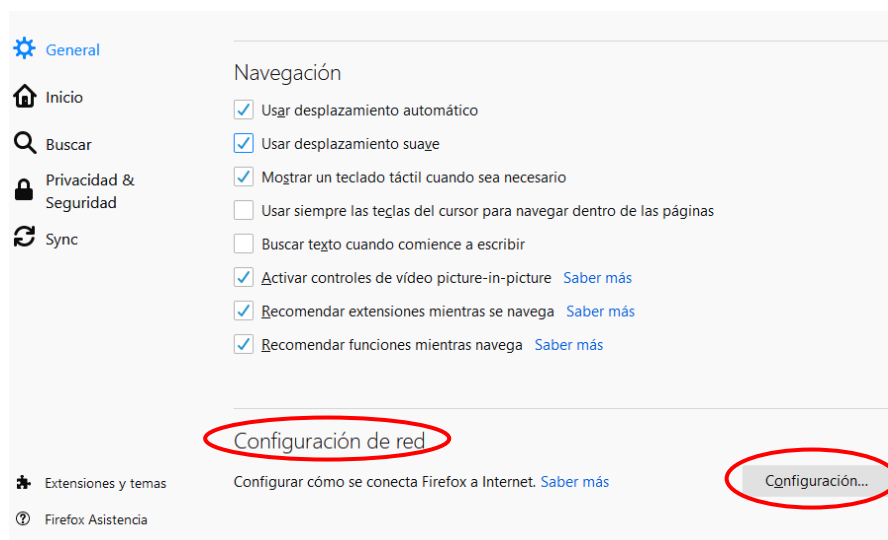 General
Inicio
Buscar
Privacidad &
Seguridad
Sync
Extensiones y temas
Firefox Asistencia
Navegación
Usar desplazamiento automático
Usar desplazamiento suave
Mostrar un teclado táctil cuando sea necesario
Usar siempre las teclas del cursor para navegar dentro de las páginas
Buscar texto cuando comience a escribir
Activar controles de vídeo picture-in-picture Saber más
Recomendar extensiones mientras se navega Saber más
Recomendar funciones mientras navega Saber más
Configuración de red
Configurar cómo se conecta Firefox a Internet. Saber más
Configuración...